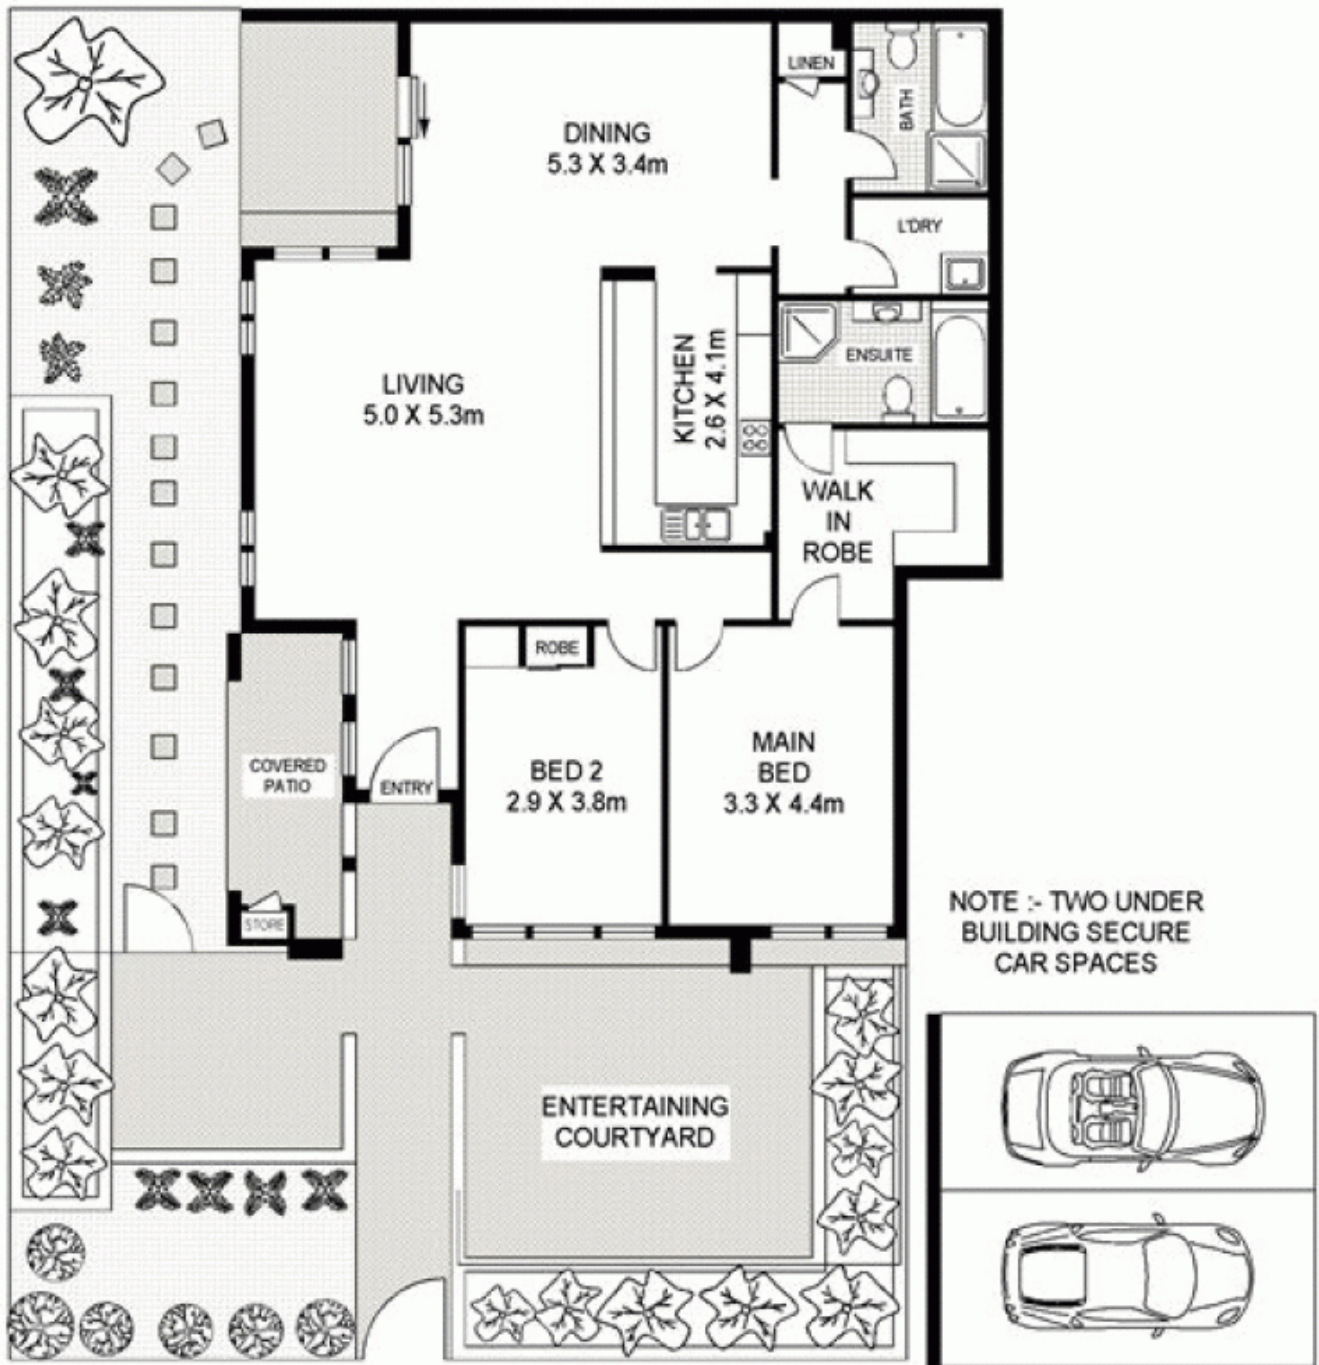 LINEN
BATH
DINING
5.3 X 3.4m
L'DRY
KITCHEN
2.6 X 4.1m
ENSUITE
LIVING
5.0 X 5.3m
WALK
IN
ROBE
ROBE
COVERED
PATIO
ENTRY
BED 2
2.9 X 3.8m
MAIN
BED
3.3 X 4.4m
STORE
NOTE :- TWO UNDER
BUILDING SECURE
CAR SPACES
ENTERTAINING
COURTYARD